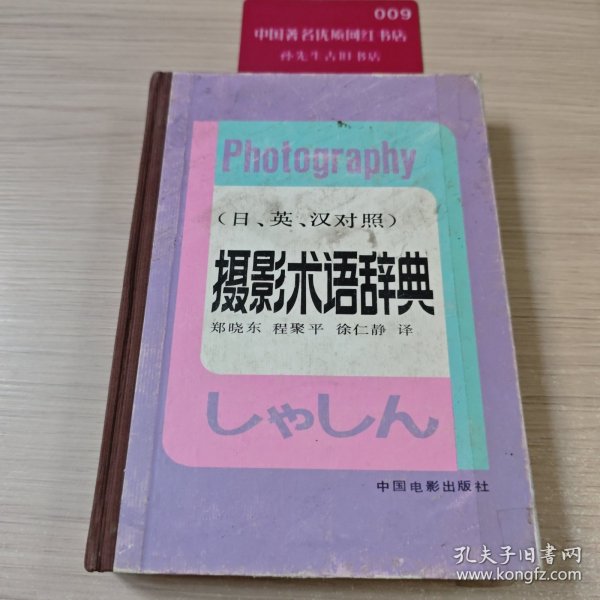 009
中国著名优质网红书店
孙先生古旧书店
Photography
(日、英、汉对照)
摄影术语辞典
郑晓东 程聚平 徐仁静 译
しゃしん
中国电影出版社
孔夫子旧书网
www.kongfz.com